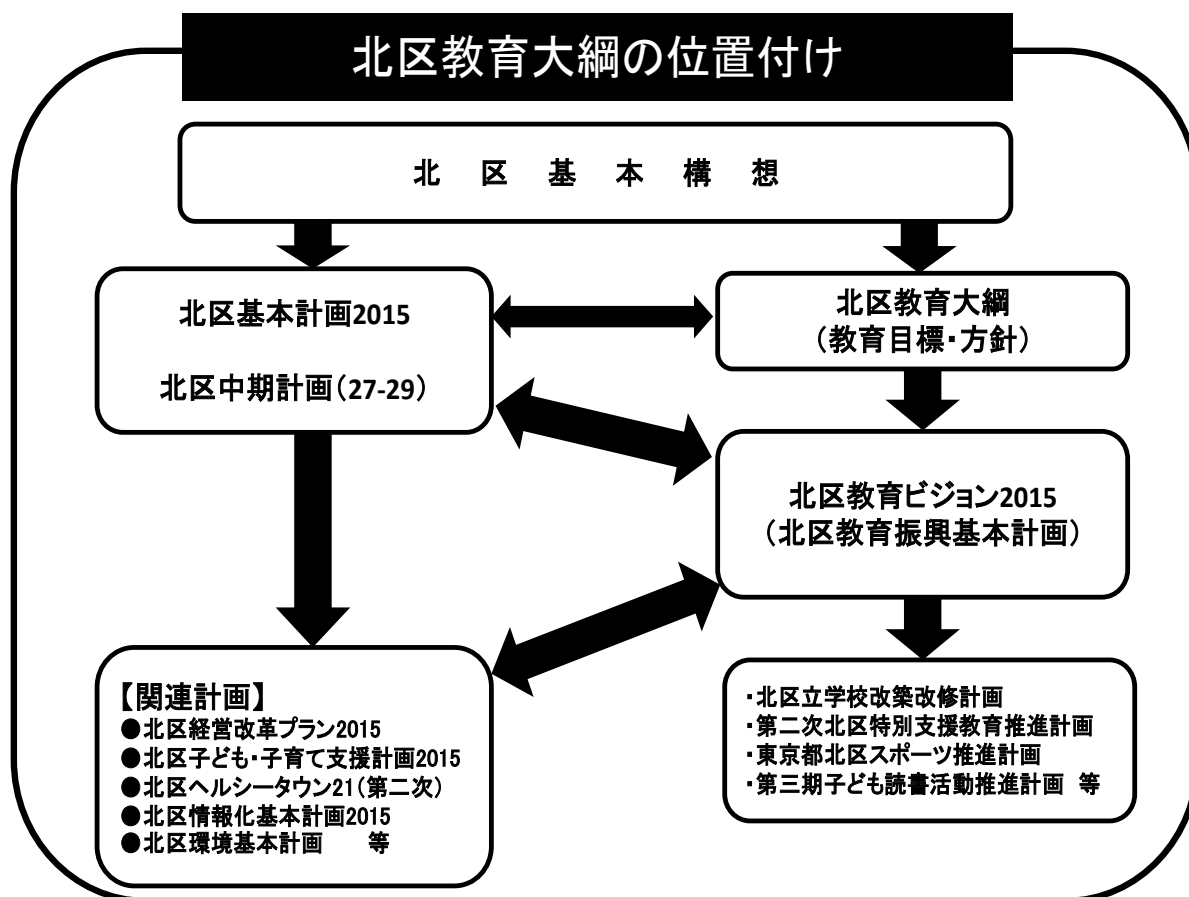 北区教育大綱の位置付け
北 区 基 本 構 想
北区基本計画2015
北区中期計画（27-29）
北区教育大綱
（教育目標・方針）
北区教育ビジョン2015
（北区教育振興基本計画）
【関連計画】
●北区経営改革プラン2015
●北区子ども・子育て支援計画2015
●北区ヘルシータウン21（第二次）
●北区情報化基本計画2015
●北区環境基本計画　　等
・北区立学校改築改修計画
・第二次北区特別支援教育推進計画
・東京都北区スポーツ推進計画
・第三期子ども読書活動推進計画　等